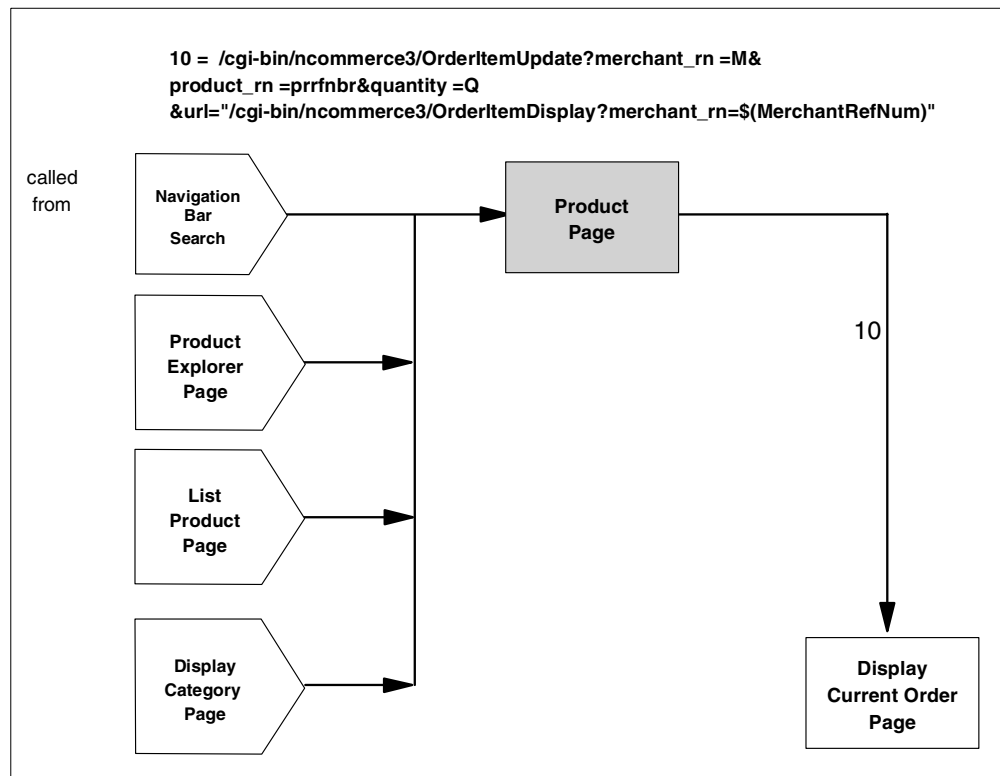 10 = /cgi-bin/ncommerce3/OrderItemUpdate?merchant_rn =M&
product_rn =prrfnbr&quantity =Q
&url="/cgi-bin/ncommerce3/OrderItemDisplay?merchant_rn=$(MerchantRefNum)"
called
from
Navigation
Bar
Search
Product
Page
Product
Explorer
Page
10
List
Product
Page
Display
Category
Page
Display
Current Order
Page